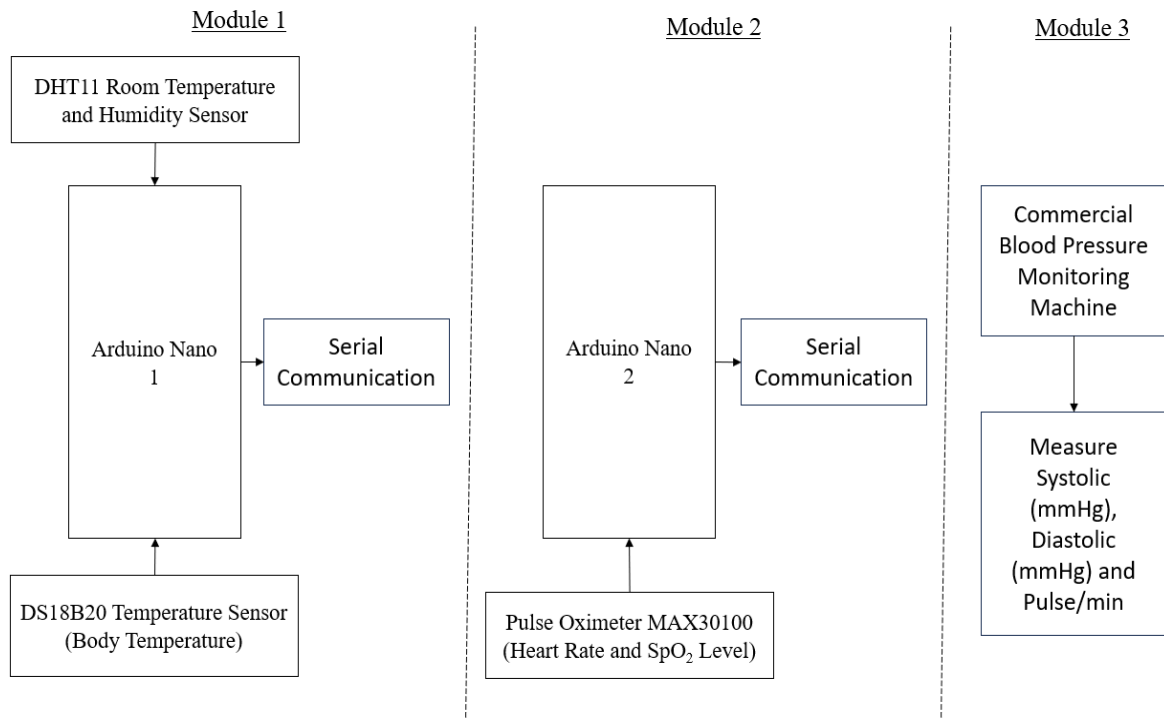 Module 1
DHT11 Room Temperature
and Humidity Sensor
Arduino Nano
1
Serial
Communication
DS18B20 Temperature Sensor
(Body Temperature)
Module 2
Arduino Nano
2
Serial
Communication
Pulse Oximeter MAX30100
(Heart Rate and SpO₂ Level)
Module 3
Commercial
Blood Pressure
Monitoring
Machine
Measure
Systolic
(mmHg),
Diastolic
(mmHg) and
Pulse/min